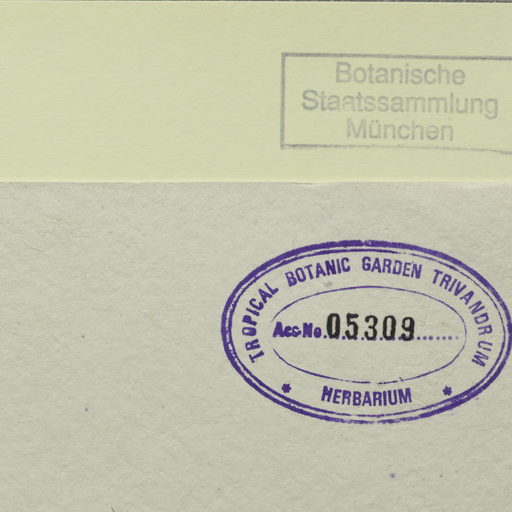 Botanische
Staatssammlung
München
TROPICAL BOTANIC GARDEN TRIVANDRUM
Acc. No. 05309
* HERBARIUM *